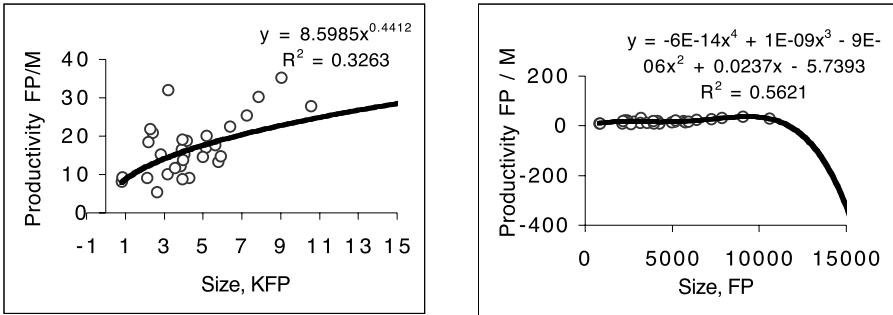 y = 8.5985x^0.4412
R² = 0.3263
Productivity FP/M
40
30
20
10
0
-1 1 3 5 7 9 11 13 15
Size, KFP
y = -6E-14x⁴ + 1E-09x³ - 9E-
06x² + 0.0237x - 5.7393
R² = 0.5621
Productivity FP / M
200
0
-200
-400
0 5000 10000 15000
Size, FP